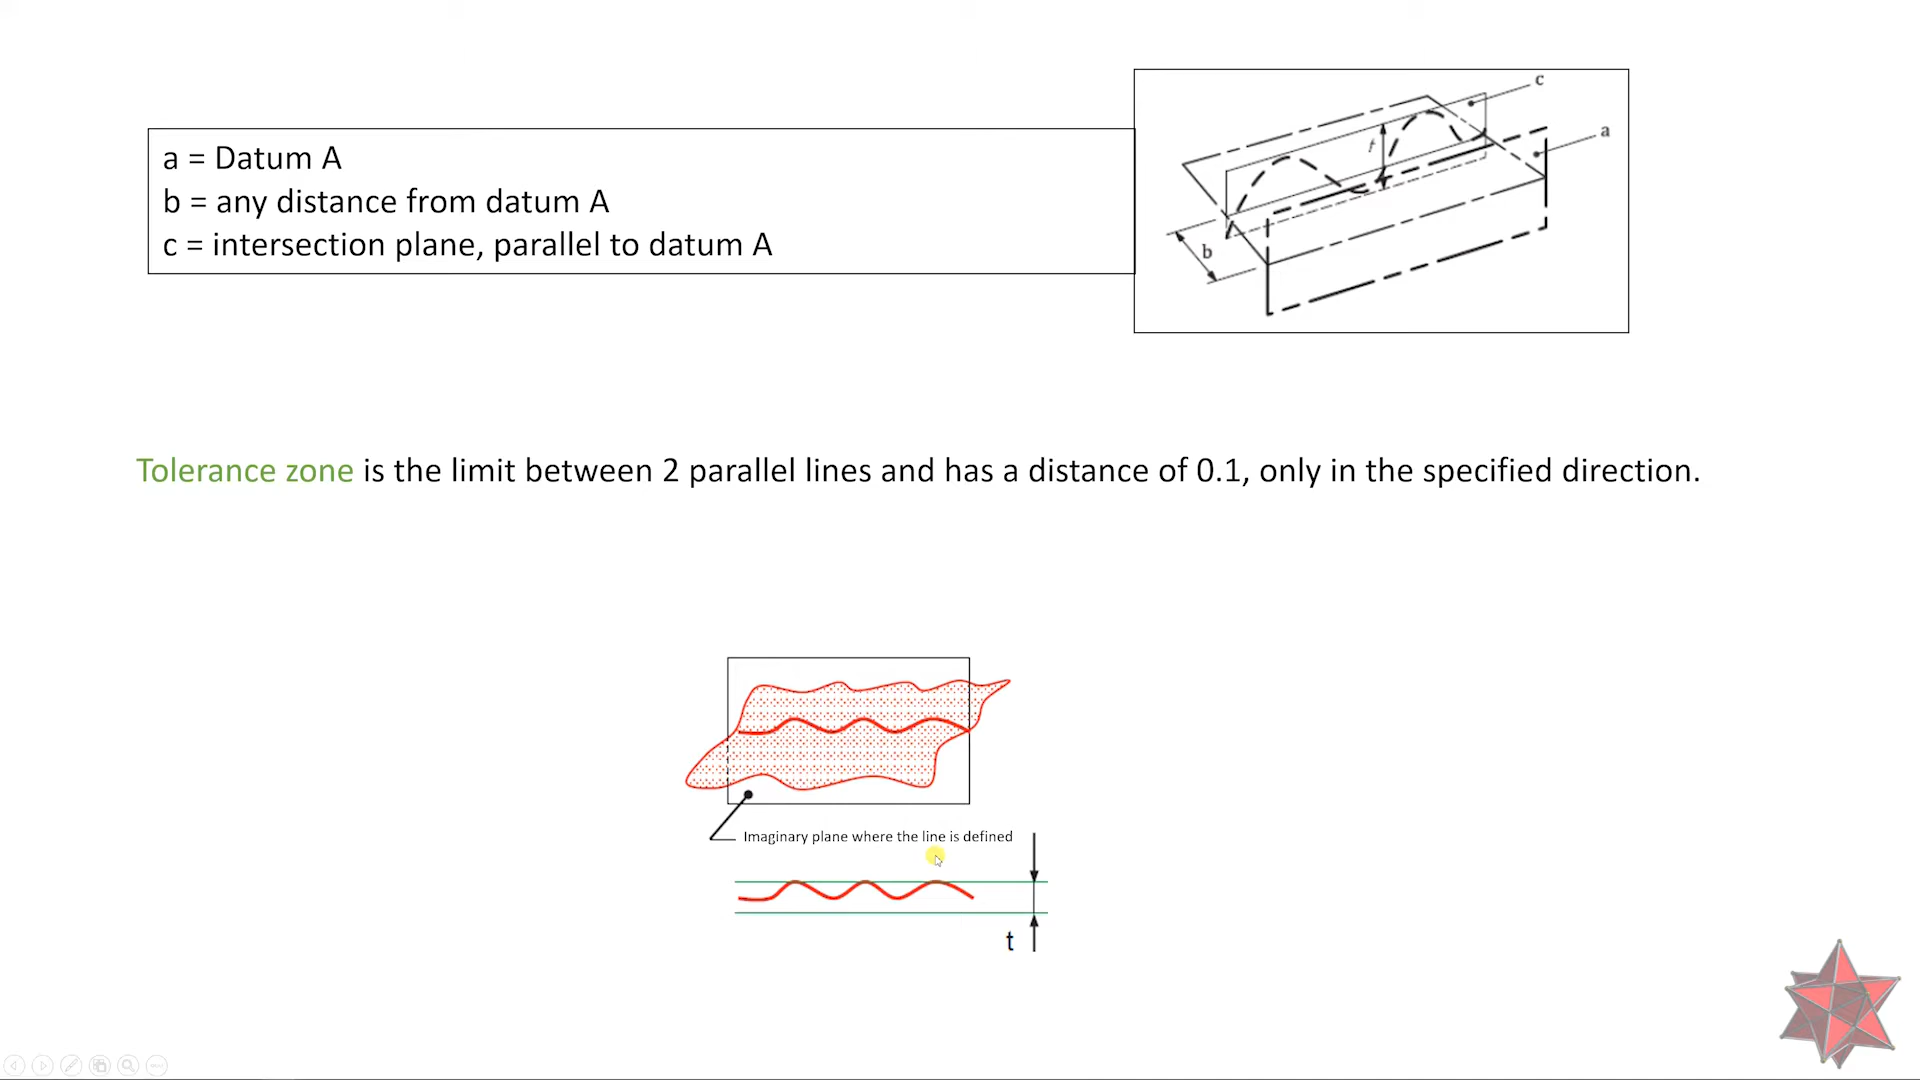 a = Datum A
b = any distance from datum A
c = intersection plane, parallel to datum A
c
a
t
b
Tolerance zone is the limit between 2 parallel lines and has a distance of 0.1, only in the specified direction.
Imaginary plane where the line is defined
t